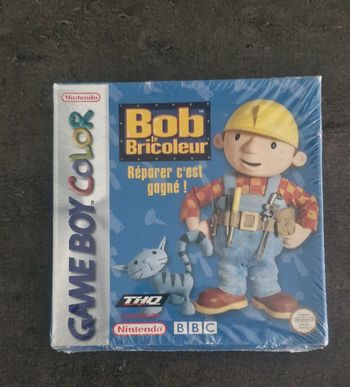 Nintendo
GAME BOY COLOR
Bob
le
Bricoleur
Réparer c'est
gagné !
THQ
Nintendo
BBC